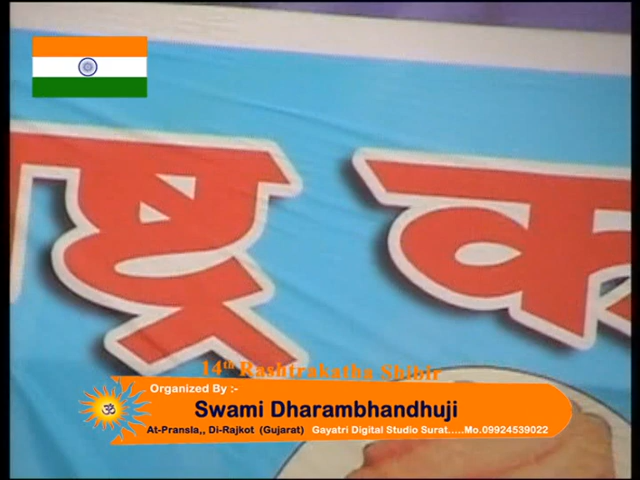 ाष्ट्र क
14th Rashtrakatha Shibir
Organized By :-
ॐ
Swami Dharambhandhuji
At-Pransla,, Di-Rajkot (Gujarat) Gayatri Digital Studio Surat.....Mo.09924539022